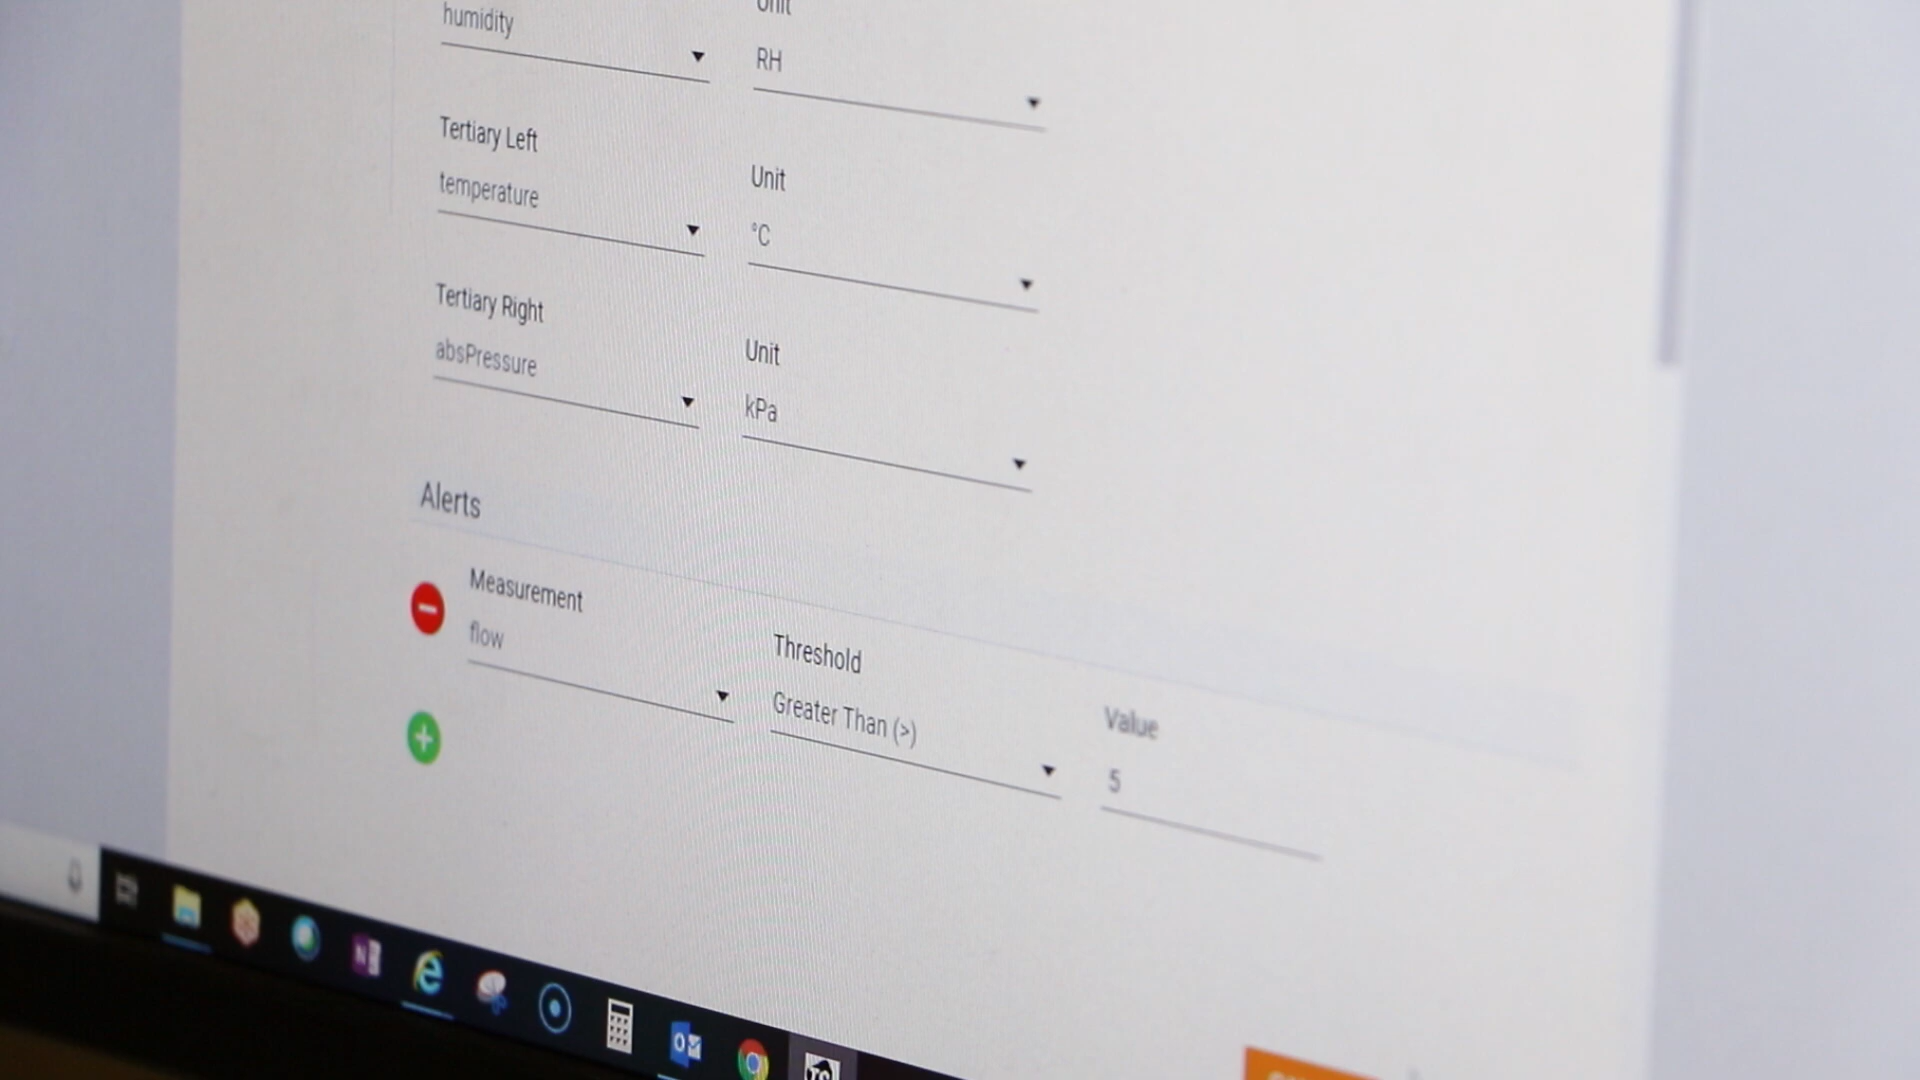 humidity
Unit
RH
Tertiary Left
temperature
Unit
°C
Tertiary Right
absPressure
Unit
kPa
Alerts
Measurement
flow
Threshold
Greater Than (>)
Value
5